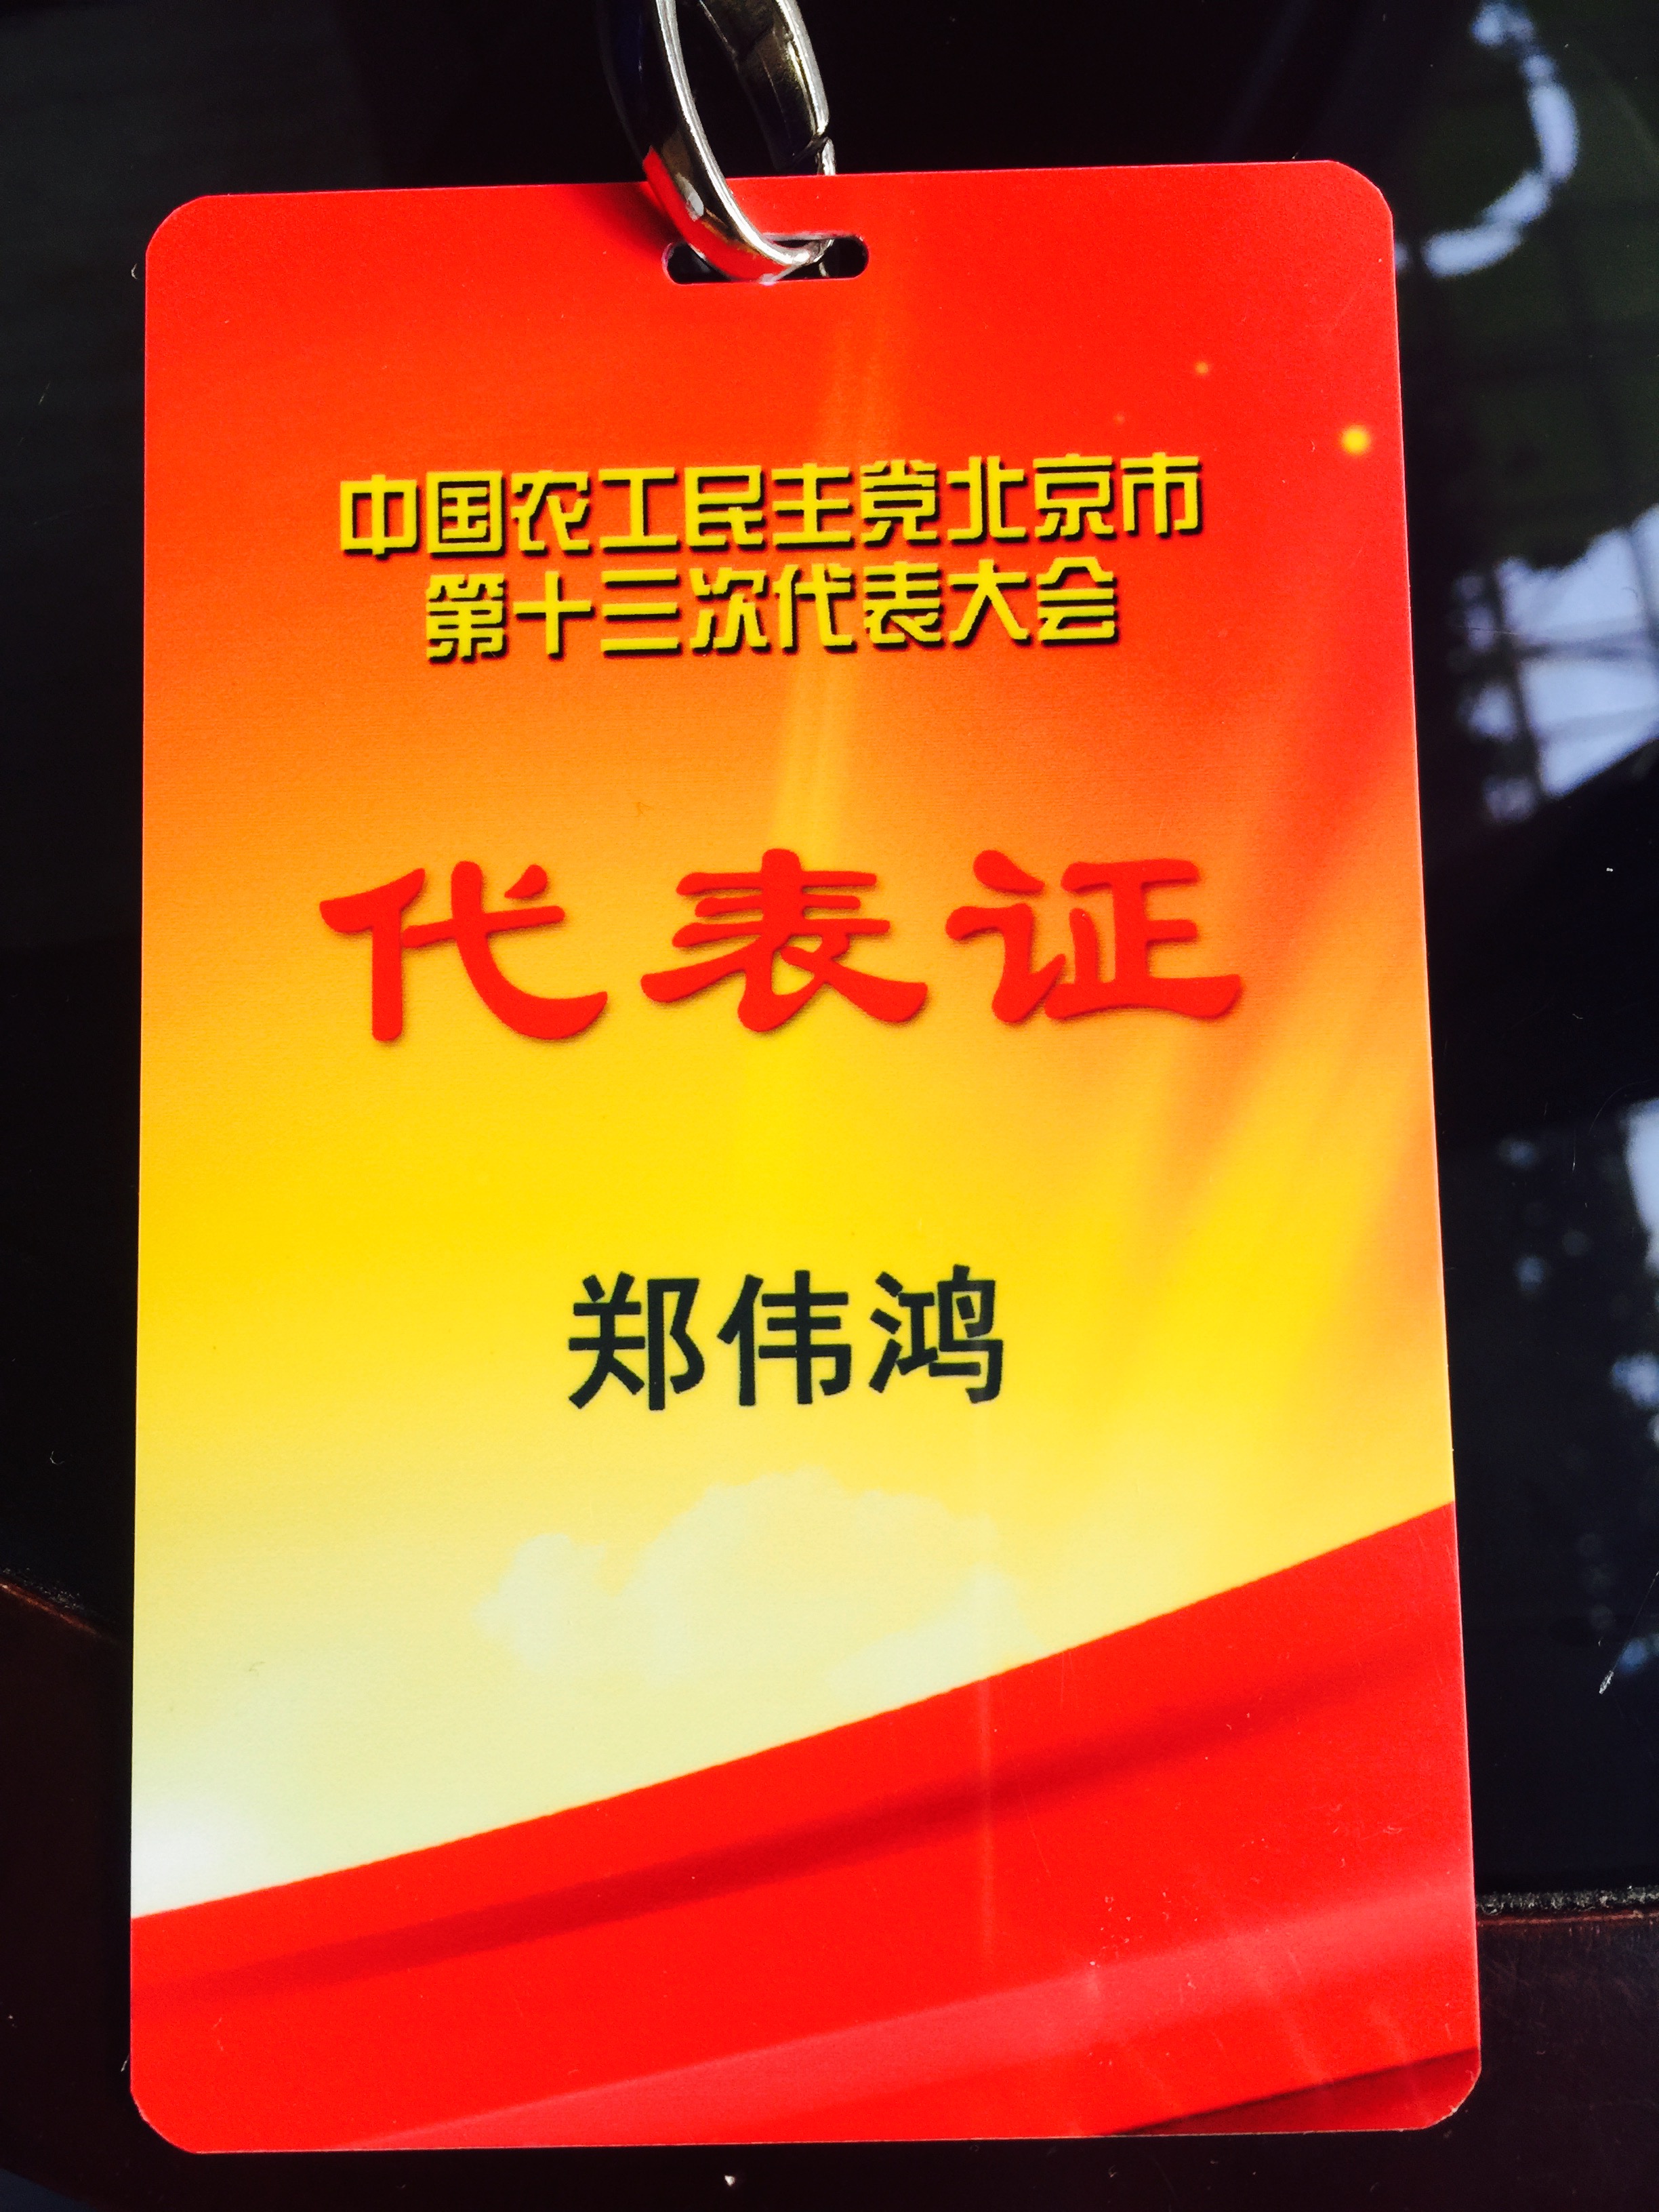 中国农工民主党北京市
第十三次代表大会
代表证
郑伟鸿